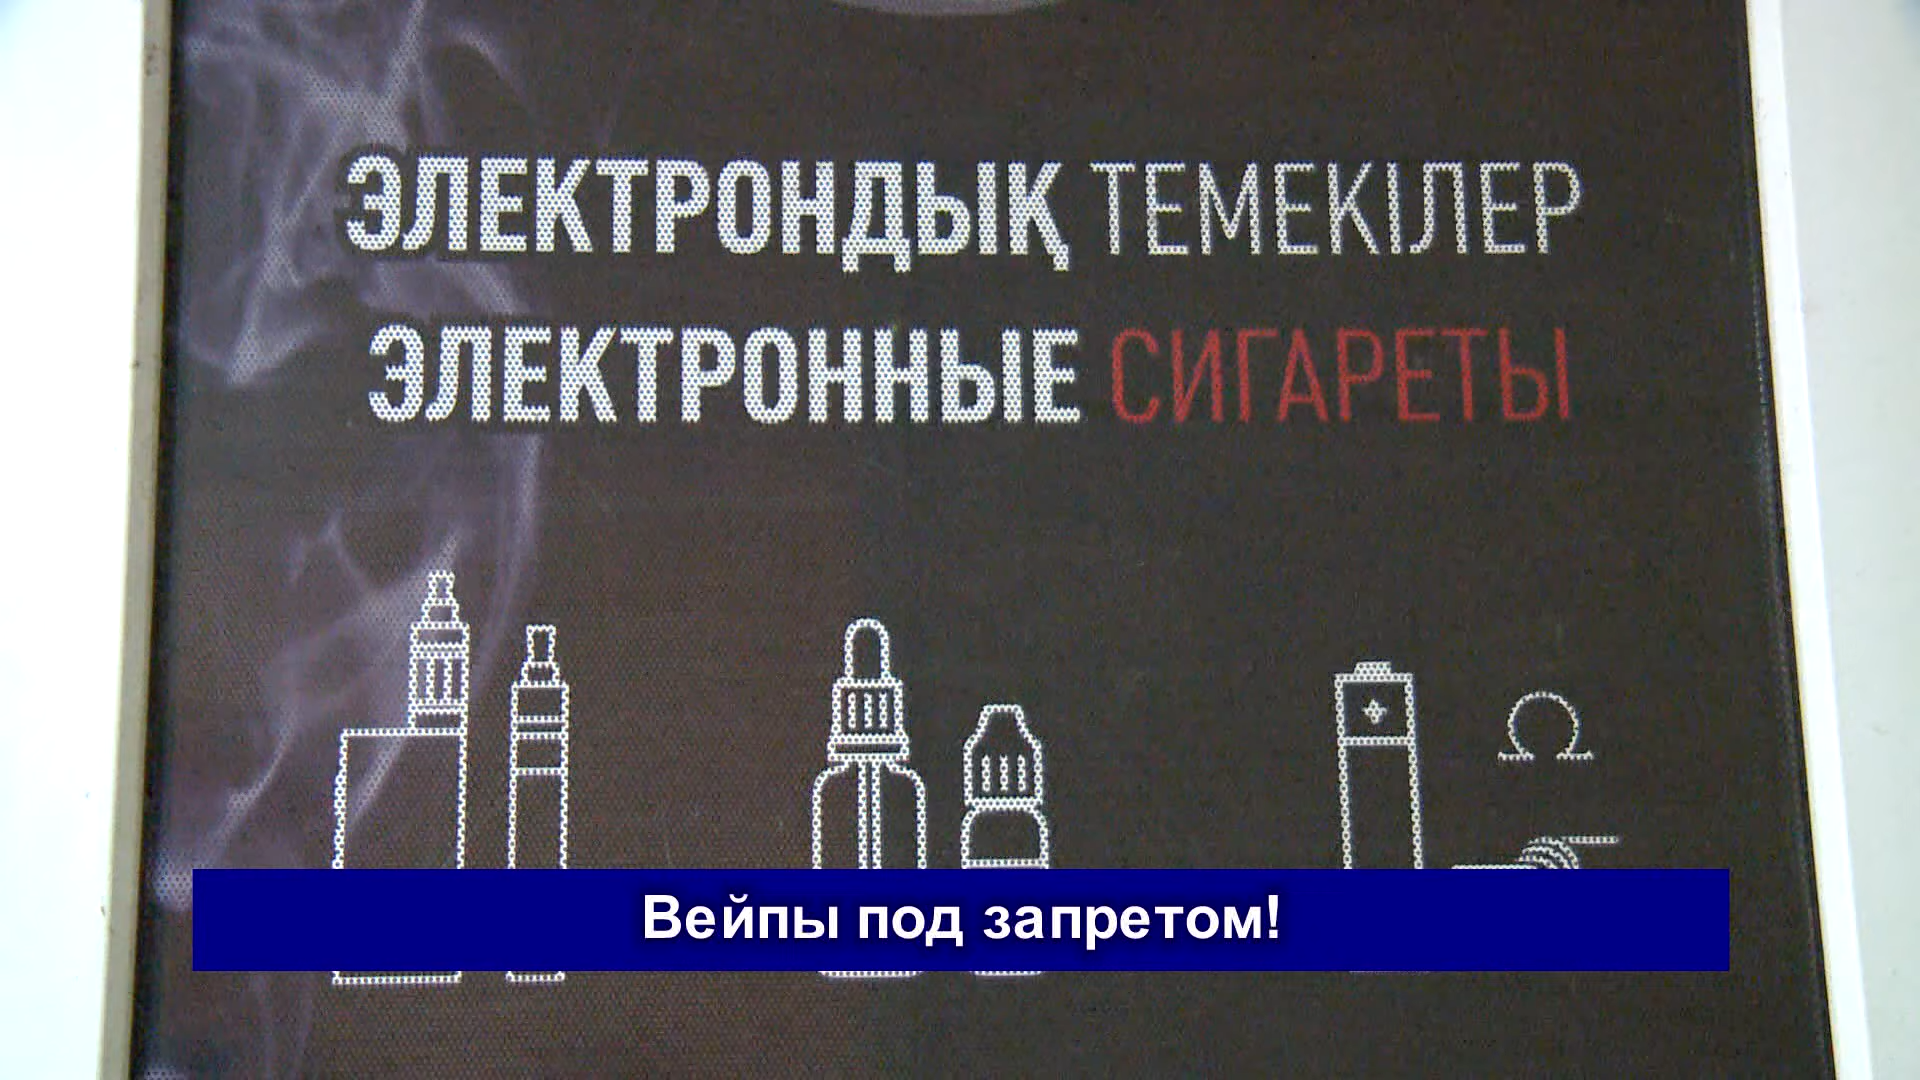 ЭЛЕКТРОНДЫҚ ТЕМЕКІЛЕР
ЭЛЕКТРОННЫЕ СИГАРЕТЫ
Вейпы под запретом!